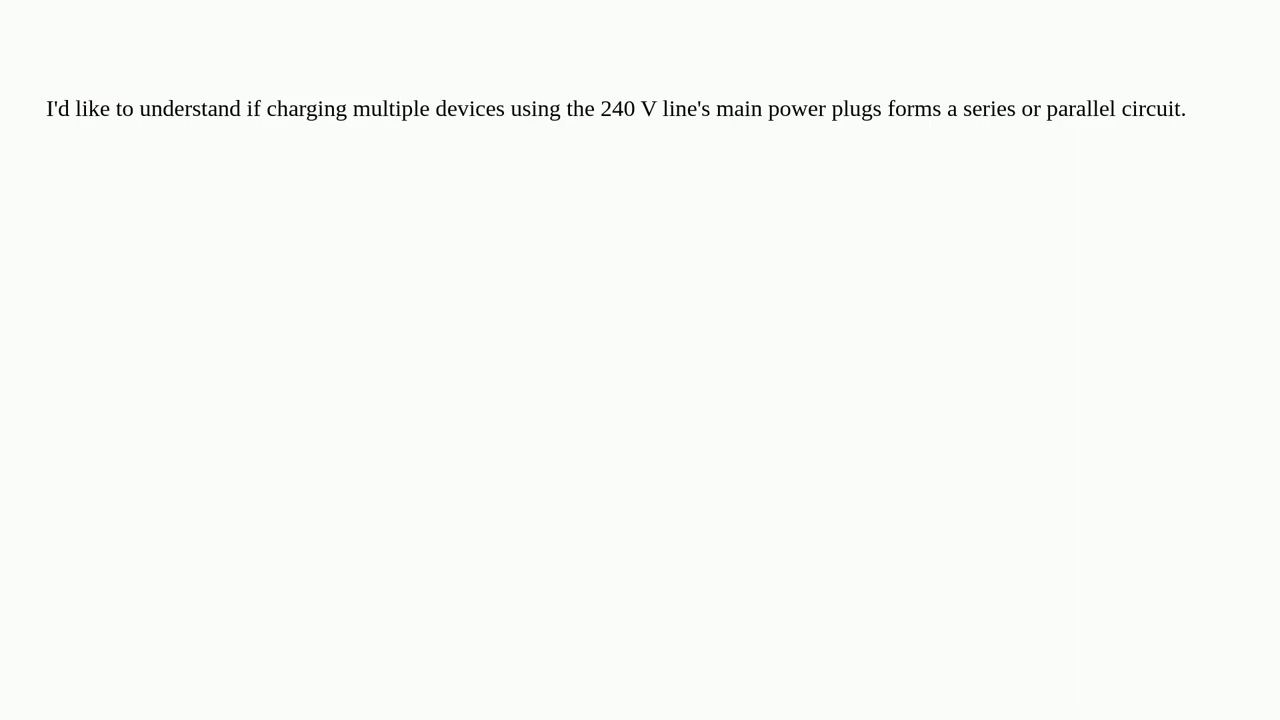 I'd like to understand if charging multiple devices using the 240 V line's main power plugs forms a series or parallel circuit.